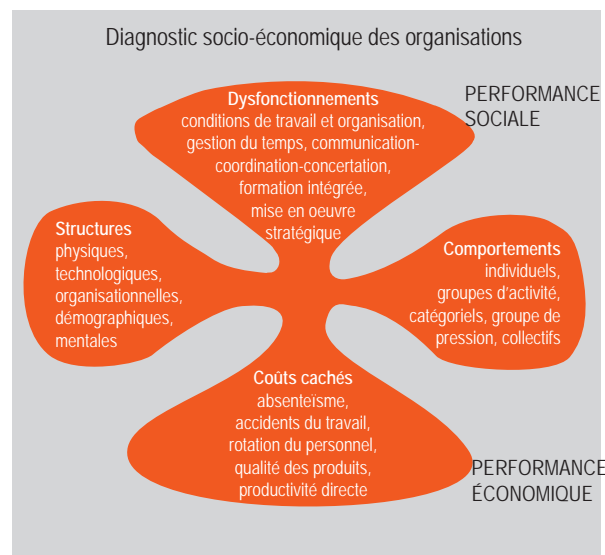 Diagnostic socio-économique des organisations
Dysfonctionnements
conditions de travail et organisation,
gestion du temps, communication-
coordination-concertation,
formation intégrée,
mise en oeuvre
stratégique
PERFORMANCE
SOCIALE
Structures
physiques,
technologiques,
organisationnelles,
démographiques,
mentales
Comportements
individuels,
groupes d'activité,
catégoriels, groupe de
pression, collectifs
Coûts cachés
absenteïsme,
accidents du travail,
rotation du personnel,
qualité des produits,
productivité directe
PERFORMANCE
ÉCONOMIQUE